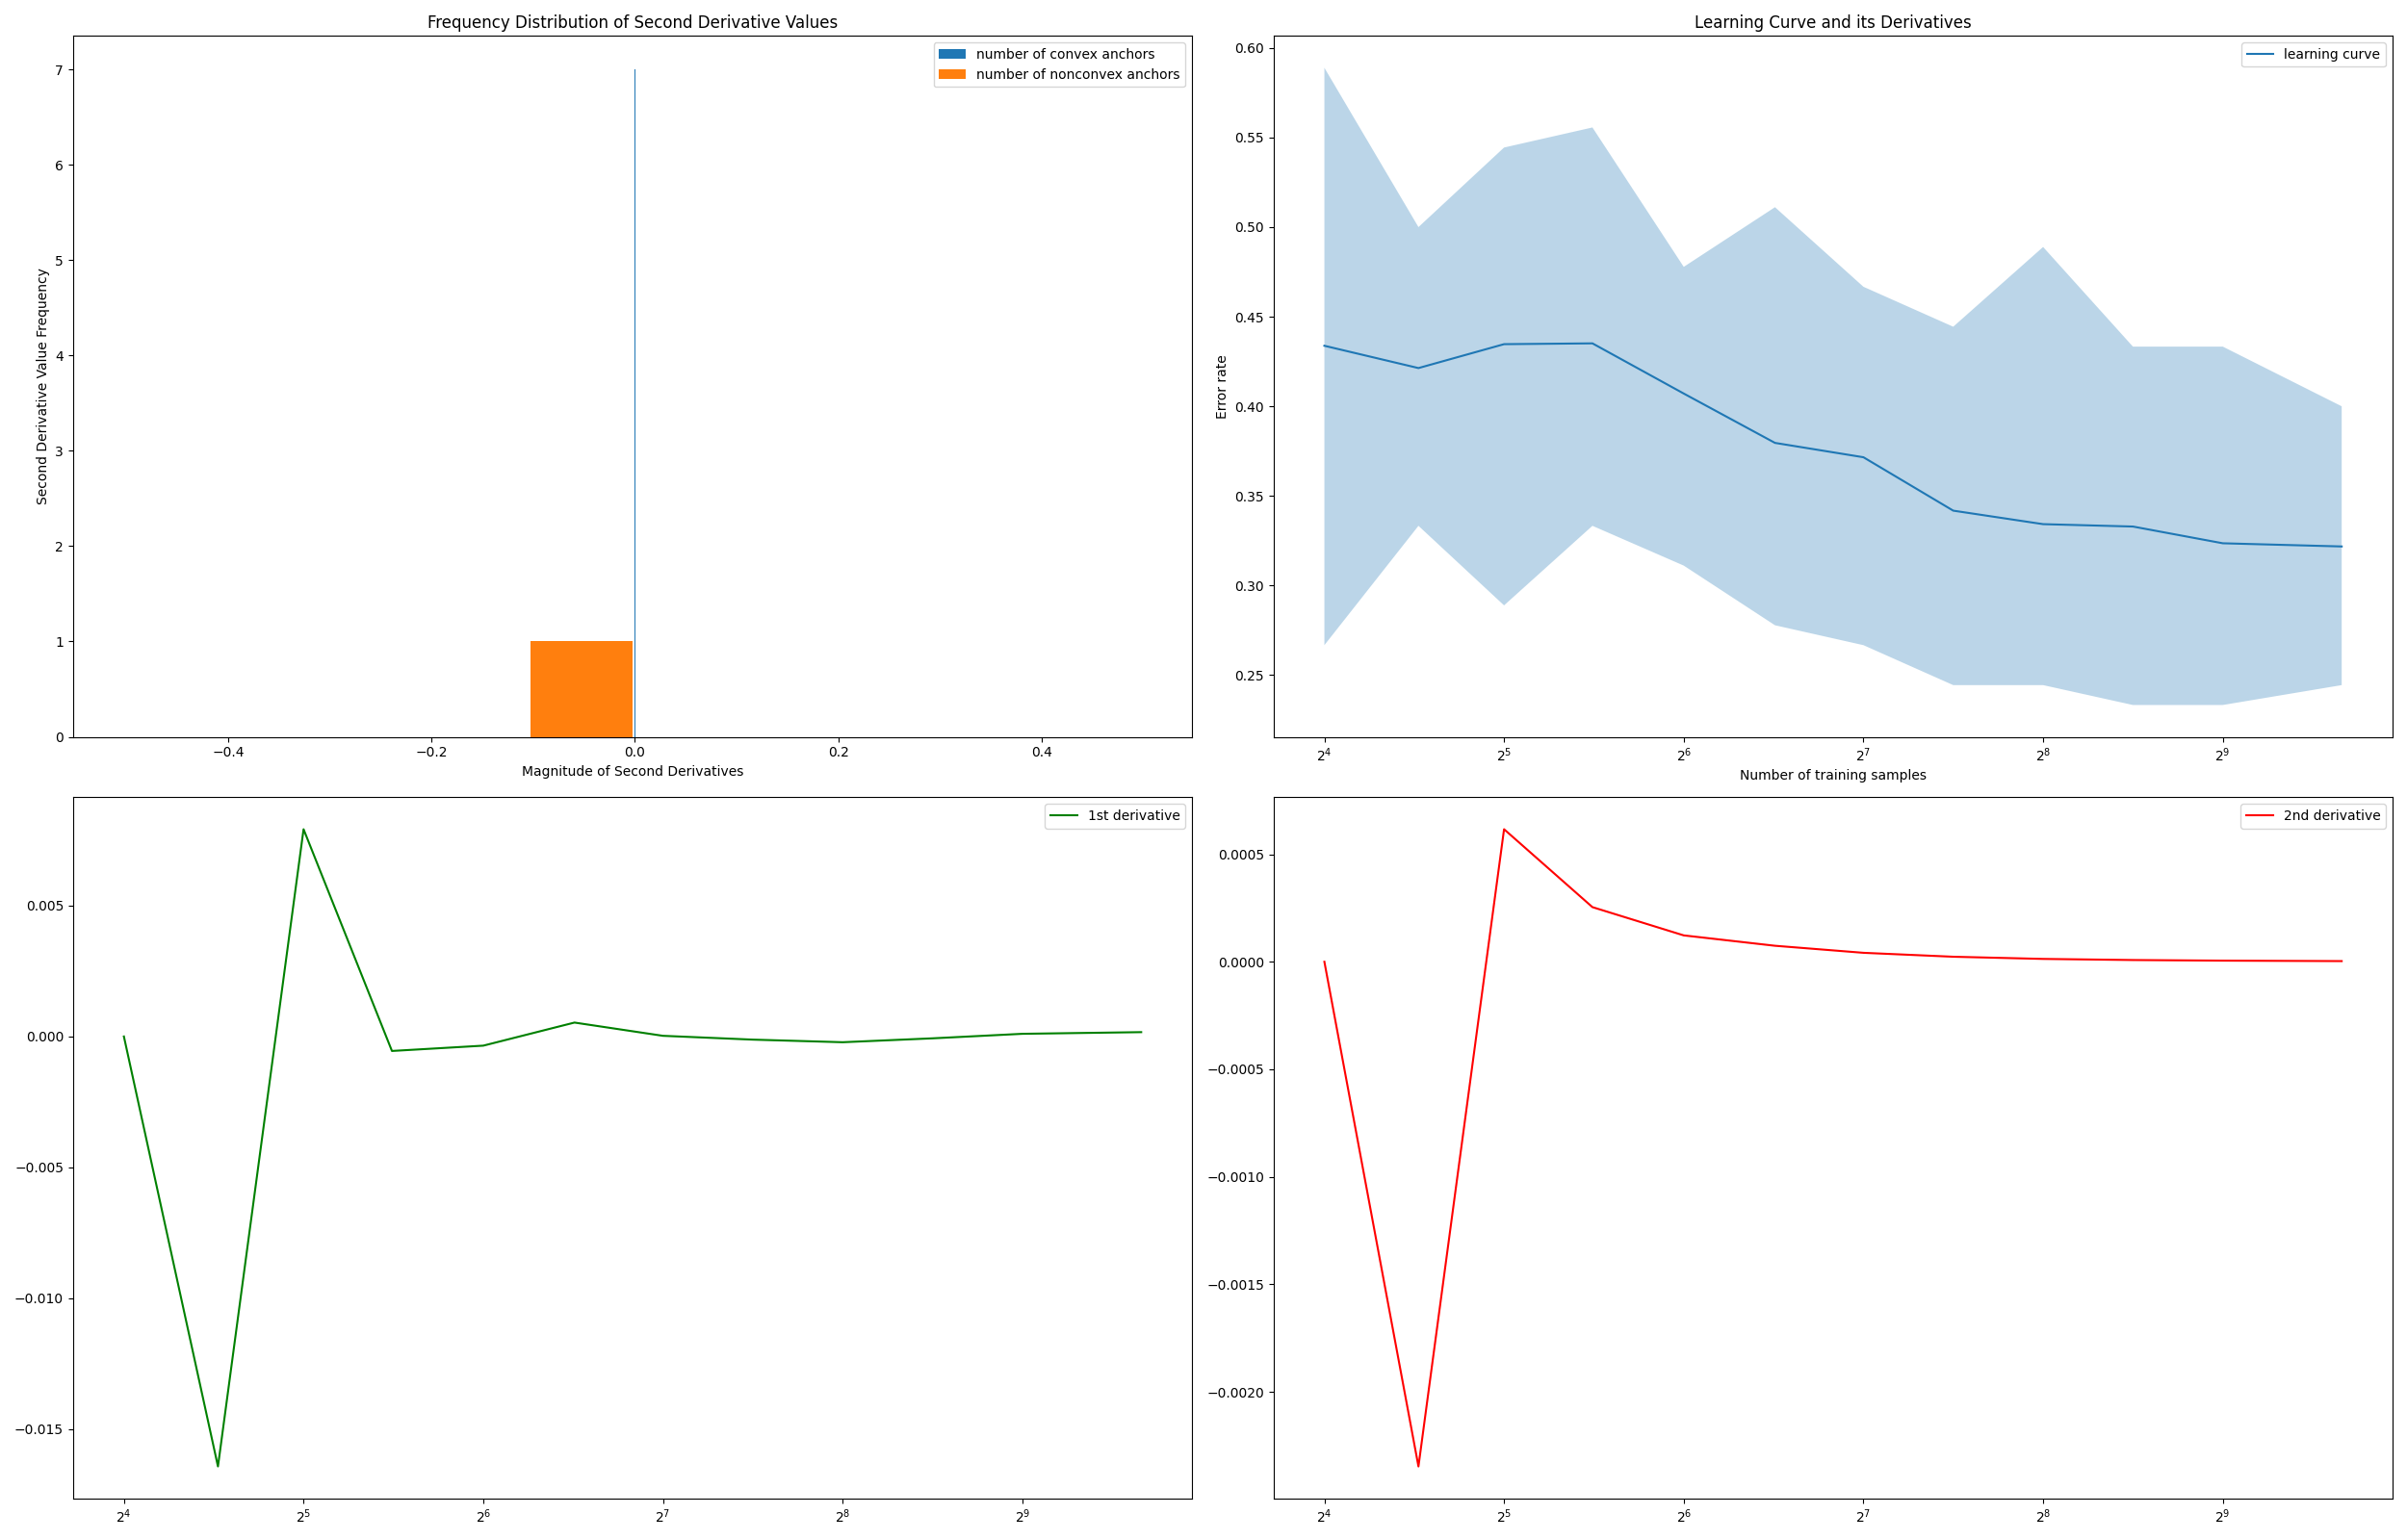 Frequency Distribution of Second Derivative Values
number of convex anchors
number of nonconvex anchors
7
6
5
4
3
2
1
0
Second Derivative Value Frequency
−0.4 −0.2 0.0 0.2 0.4
Magnitude of Second Derivatives
Learning Curve and its Derivatives
learning curve
0.60
0.55
0.50
0.45
0.40
0.35
0.30
0.25
Error rate
2⁴ 2⁵ 2⁶ 2⁷ 2⁸ 2⁹
Number of training samples
1st derivative
0.005
0.000
−0.005
−0.010
−0.015
2⁴ 2⁵ 2⁶ 2⁷ 2⁸ 2⁹
2nd derivative
0.0005
0.0000
−0.0005
−0.0010
−0.0015
−0.0020
2⁴ 2⁵ 2⁶ 2⁷ 2⁸ 2⁹